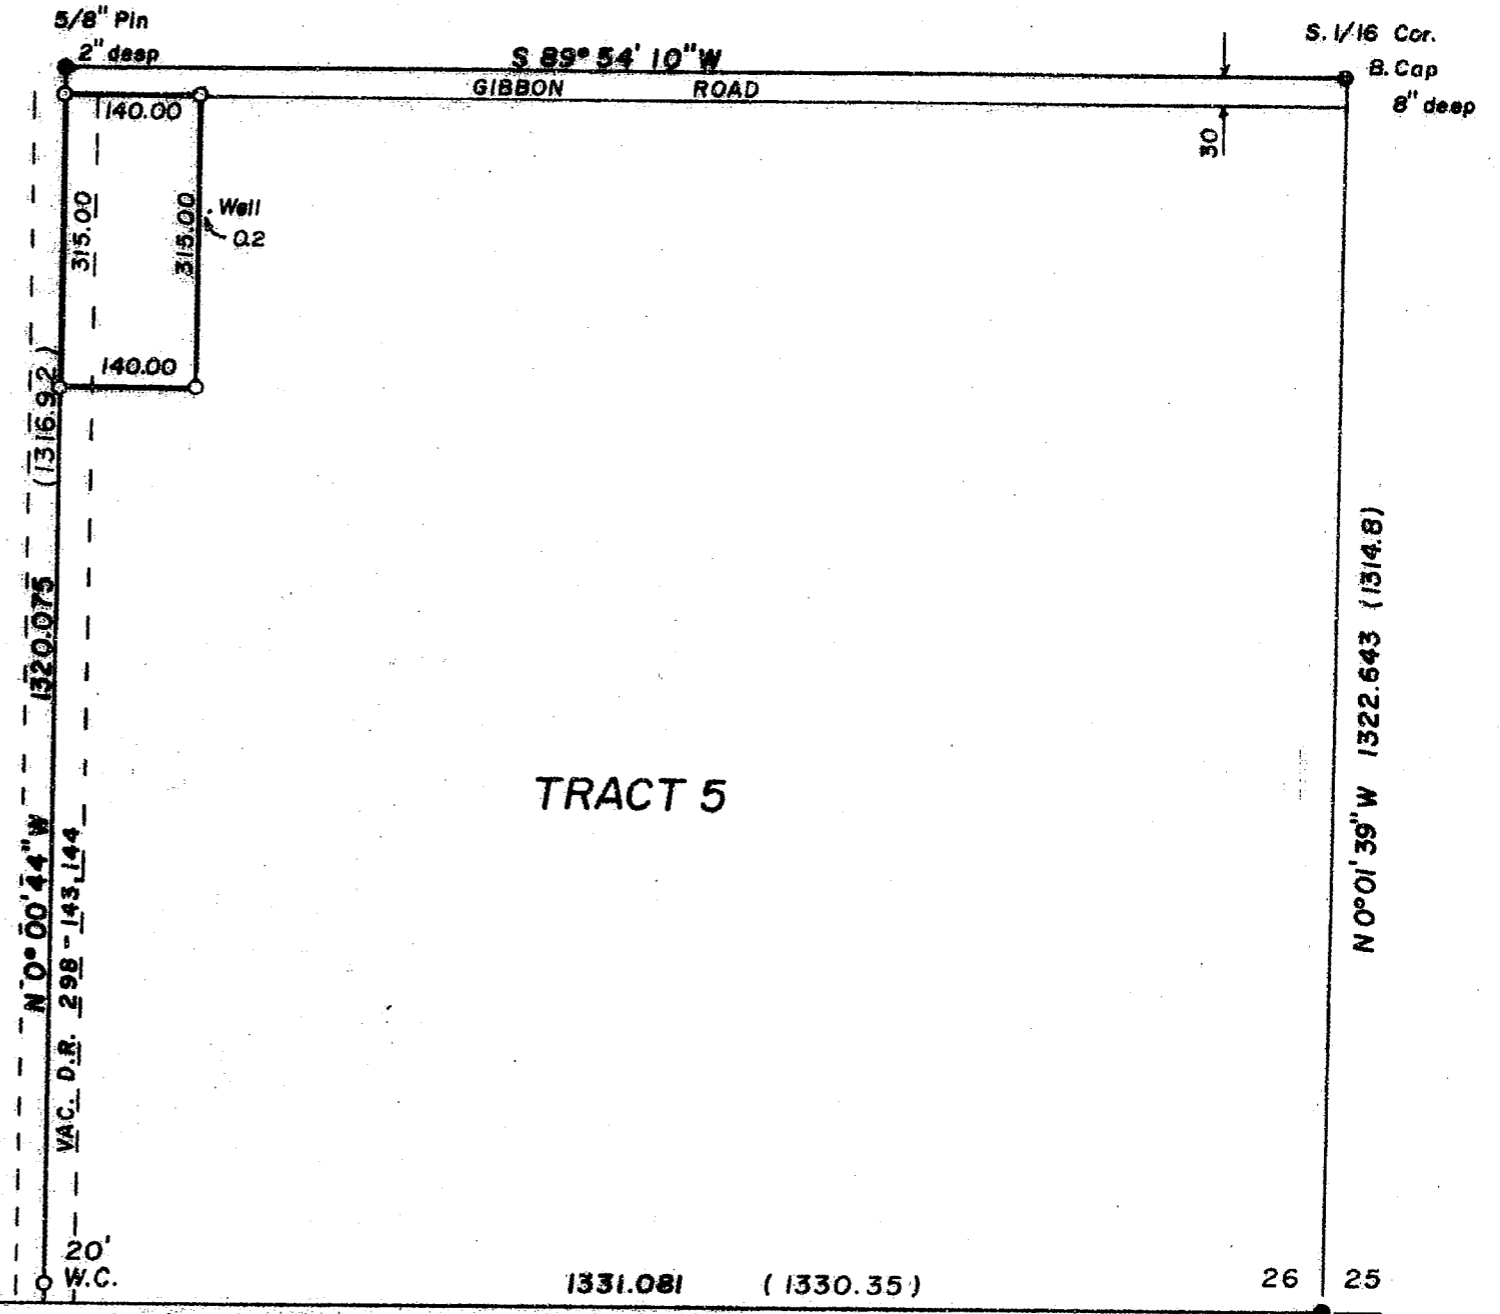 5/8" Pin
2" deep
S 89° 54' 10" W
S. 1/16 Cor.
B. Cap
8" deep
GIBBON ROAD
30
140.00
315.00
315.00
Well
0.2
140.00
(1316.92)
1320.075
N 0° 00' 44" W
VAC. D.R. 298-143,144
TRACT 5
N 0° 01' 39" W 1322.643 (1314.8)
20'
W.C.
1331.081 (1330.35)
26 25